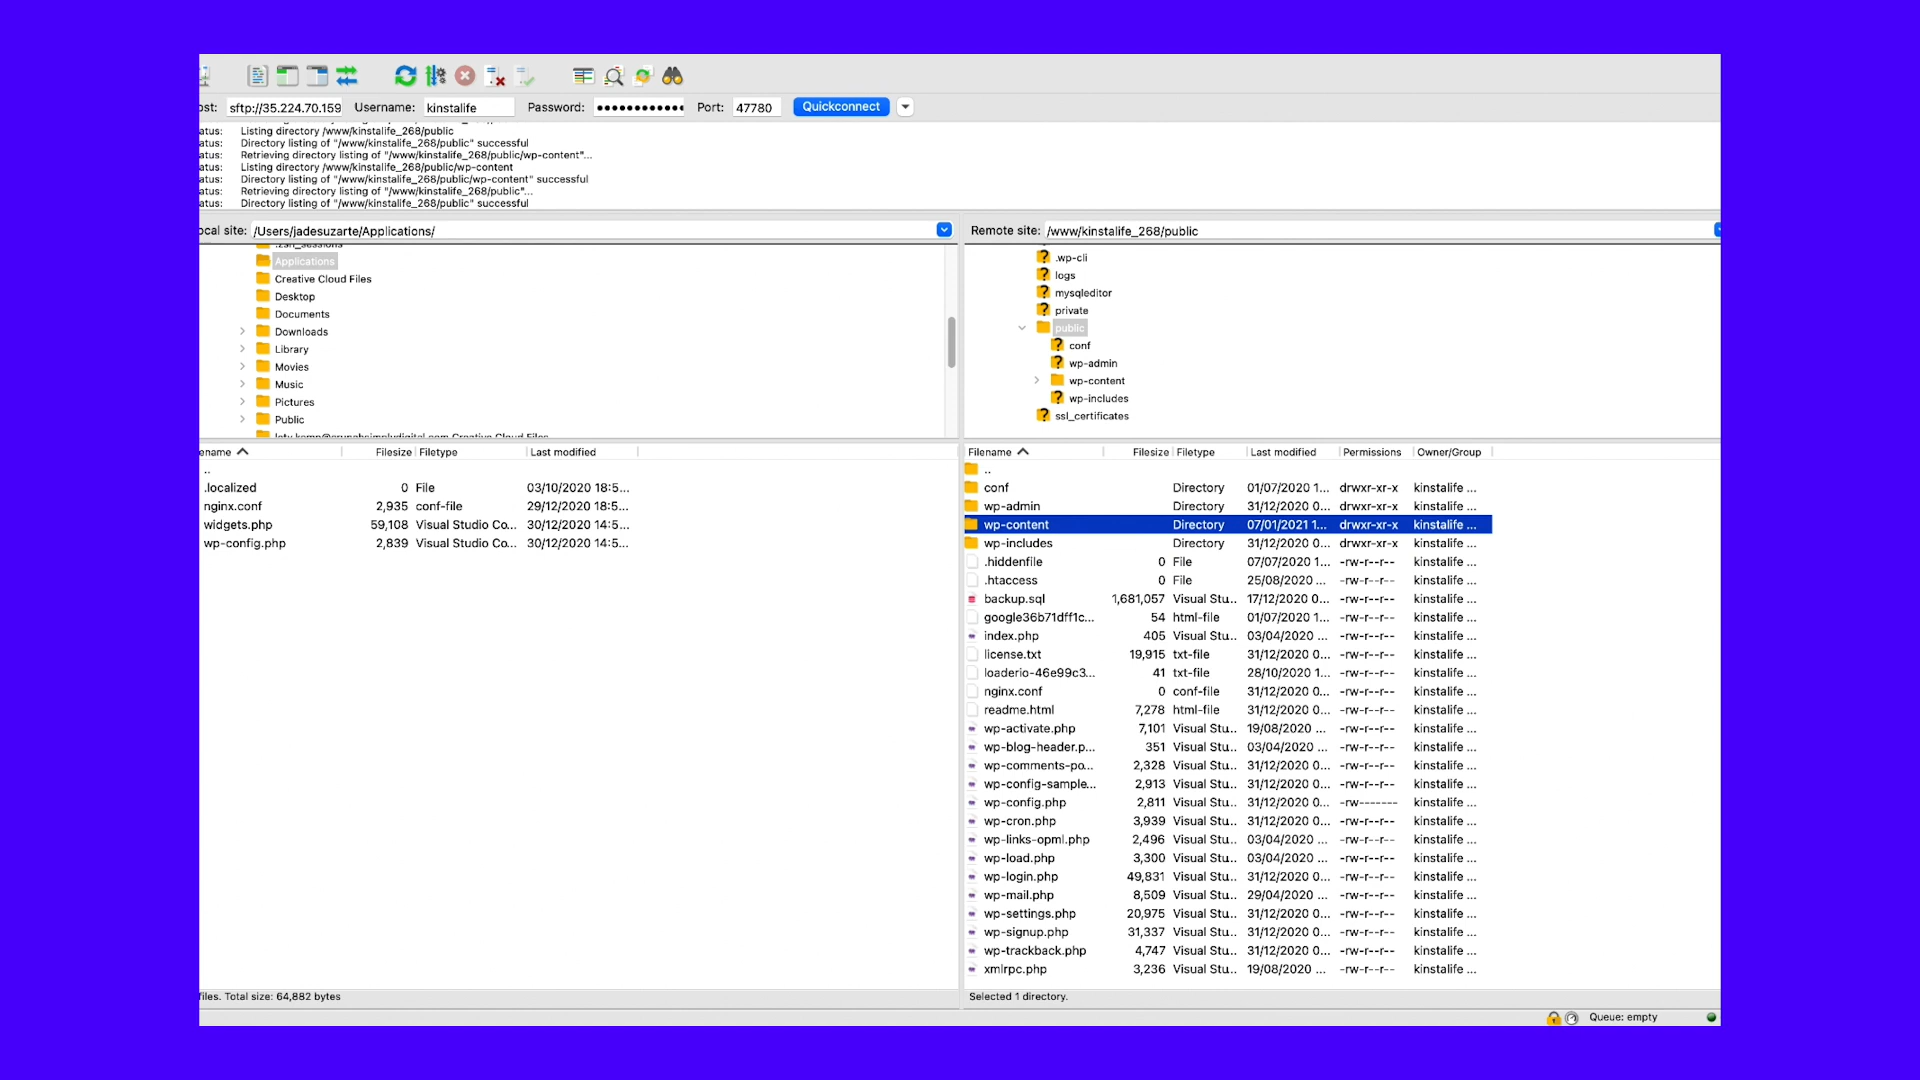 ost: sftp://35.224.70.159 Username: kinstalife Password: •••••••••••• Port: 47780 Quickconnect
atus: Listing directory /www/kinstalife_268/public
atus: Directory listing of "/www/kinstalife_268/public" successful
atus: Retrieving directory listing of "/www/kinstalife_268/public/wp-content"...
atus: Listing directory /www/kinstalife_268/public/wp-content
atus: Directory listing of "/www/kinstalife_268/public/wp-content" successful
atus: Retrieving directory listing of "/www/kinstalife_268/public"...
atus: Directory listing of "/www/kinstalife_268/public" successful
ocal site: /Users/jadesuzarte/Applications/
.zsh_sessions
Applications
Creative Cloud Files
Desktop
Documents
Downloads
Library
Movies
Music
Pictures
Public
Remote site: /www/kinstalife_268/public
.wp-cli
logs
mysqleditor
private
public
conf
wp-admin
wp-content
wp-includes
ssl_certificates
ename Filesize Filetype Last modified
..
.localized 0 File 03/10/2020 18:5...
nginx.conf 2,935 conf-file 29/12/2020 18:5...
widgets.php 59,108 Visual Studio Co... 30/12/2020 14:5...
wp-config.php 2,839 Visual Studio Co... 30/12/2020 14:5...
files. Total size: 64,882 bytes
Filename Filesize Filetype Last modified Permissions Owner/Group
..
conf Directory 01/07/2020 1... drwxr-xr-x kinstalife ...
wp-admin Directory 31/12/2020 0... drwxr-xr-x kinstalife ...
wp-content Directory 07/01/2021 1... drwxr-xr-x kinstalife ...
wp-includes Directory 31/12/2020 0... drwxr-xr-x kinstalife ...
.hiddenfile 0 File 07/07/2020 1... -rw-r--r-- kinstalife ...
.htaccess 0 File 25/08/2020 ... -rw-r--r-- kinstalife ...
backup.sql 1,681,057 Visual Stu... 17/12/2020 0... -rw-r--r-- kinstalife ...
google36b71dff1c... 54 html-file 01/07/2020 1... -rw-r--r-- kinstalife ...
index.php 405 Visual Stu... 03/04/2020 ... -rw-r--r-- kinstalife ...
license.txt 19,915 txt-file 31/12/2020 0... -rw-r--r-- kinstalife ...
loaderio-46e99c3... 41 txt-file 28/10/2020 1... -rw-r--r-- kinstalife ...
nginx.conf 0 conf-file 31/12/2020 0... -rw-r--r-- kinstalife ...
readme.html 7,278 html-file 31/12/2020 0... -rw-r--r-- kinstalife ...
wp-activate.php 7,101 Visual Stu... 19/08/2020 ... -rw-r--r-- kinstalife ...
wp-blog-header.p... 351 Visual Stu... 03/04/2020 ... -rw-r--r-- kinstalife ...
wp-comments-po... 2,328 Visual Stu... 31/12/2020 0... -rw-r--r-- kinstalife ...
wp-config-sample... 2,913 Visual Stu... 31/12/2020 0... -rw-r--r-- kinstalife ...
wp-config.php 2,811 Visual Stu... 31/12/2020 0... -rw------- kinstalife ...
wp-cron.php 3,939 Visual Stu... 31/12/2020 0... -rw-r--r-- kinstalife ...
wp-links-opml.php 2,496 Visual Stu... 03/04/2020 ... -rw-r--r-- kinstalife ...
wp-load.php 3,300 Visual Stu... 03/04/2020 ... -rw-r--r-- kinstalife ...
wp-login.php 49,831 Visual Stu... 31/12/2020 0... -rw-r--r-- kinstalife ...
wp-mail.php 8,509 Visual Stu... 29/04/2020 ... -rw-r--r-- kinstalife ...
wp-settings.php 20,975 Visual Stu... 31/12/2020 0... -rw-r--r-- kinstalife ...
wp-signup.php 31,337 Visual Stu... 31/12/2020 0... -rw-r--r-- kinstalife ...
wp-trackback.php 4,747 Visual Stu... 31/12/2020 0... -rw-r--r-- kinstalife ...
xmlrpc.php 3,236 Visual Stu... 19/08/2020 ... -rw-r--r-- kinstalife ...
Selected 1 directory.
Queue: empty